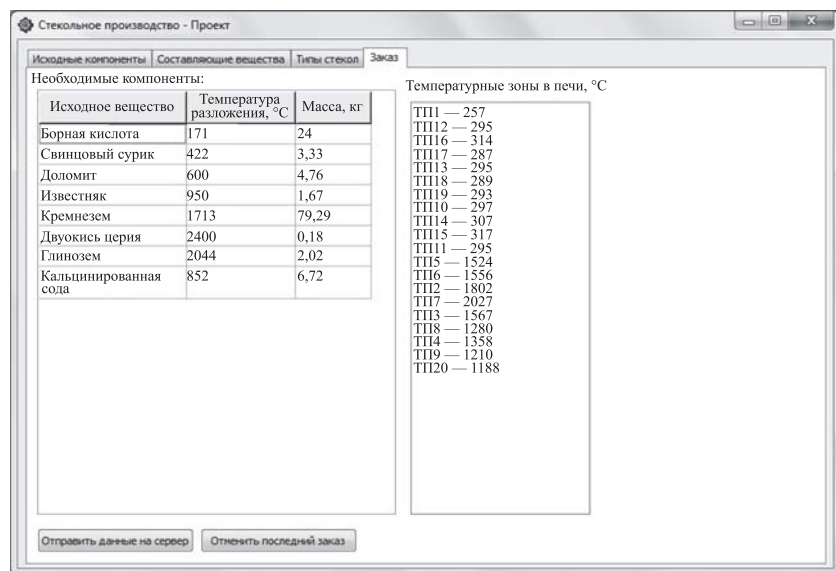 Стекольное производство - Проект
Исходные компоненты Составляющие вещества Типы стекол Заказ
Необходимые компоненты:
Исходное вещество Температура разложения, °C Масса, кг
Борная кислота 171 24
Свинцовый сурик 422 3,33
Доломит 600 4,76
Известняк 950 1,67
Кремнезем 1713 79,29
Двуокись церия 2400 0,18
Глинозем 2044 2,02
Кальцинированная сода 852 6,72
Температурные зоны в печи, °C
ТП1 — 257
ТП12 — 295
ТП16 — 314
ТП17 — 287
ТП13 — 295
ТП18 — 289
ТП19 — 293
ТП10 — 297
ТП14 — 307
ТП15 — 317
ТП11 — 295
ТП5 — 1524
ТП6 — 1556
ТП2 — 1802
ТП7 — 2027
ТП3 — 1567
ТП8 — 1280
ТП4 — 1358
ТП9 — 1210
ТП20 — 1188
Отправить данные на сервер Отменить последний заказ